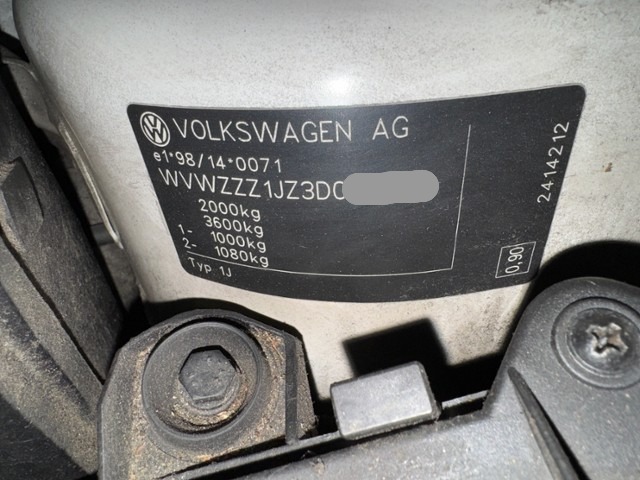 VOLKSWAGEN AG
e1*98/14*0071
WVWZZZ1JZ3D0
2000kg
3600kg
1- 1000kg
2- 1080kg
Typ 1J
2414212
0,90